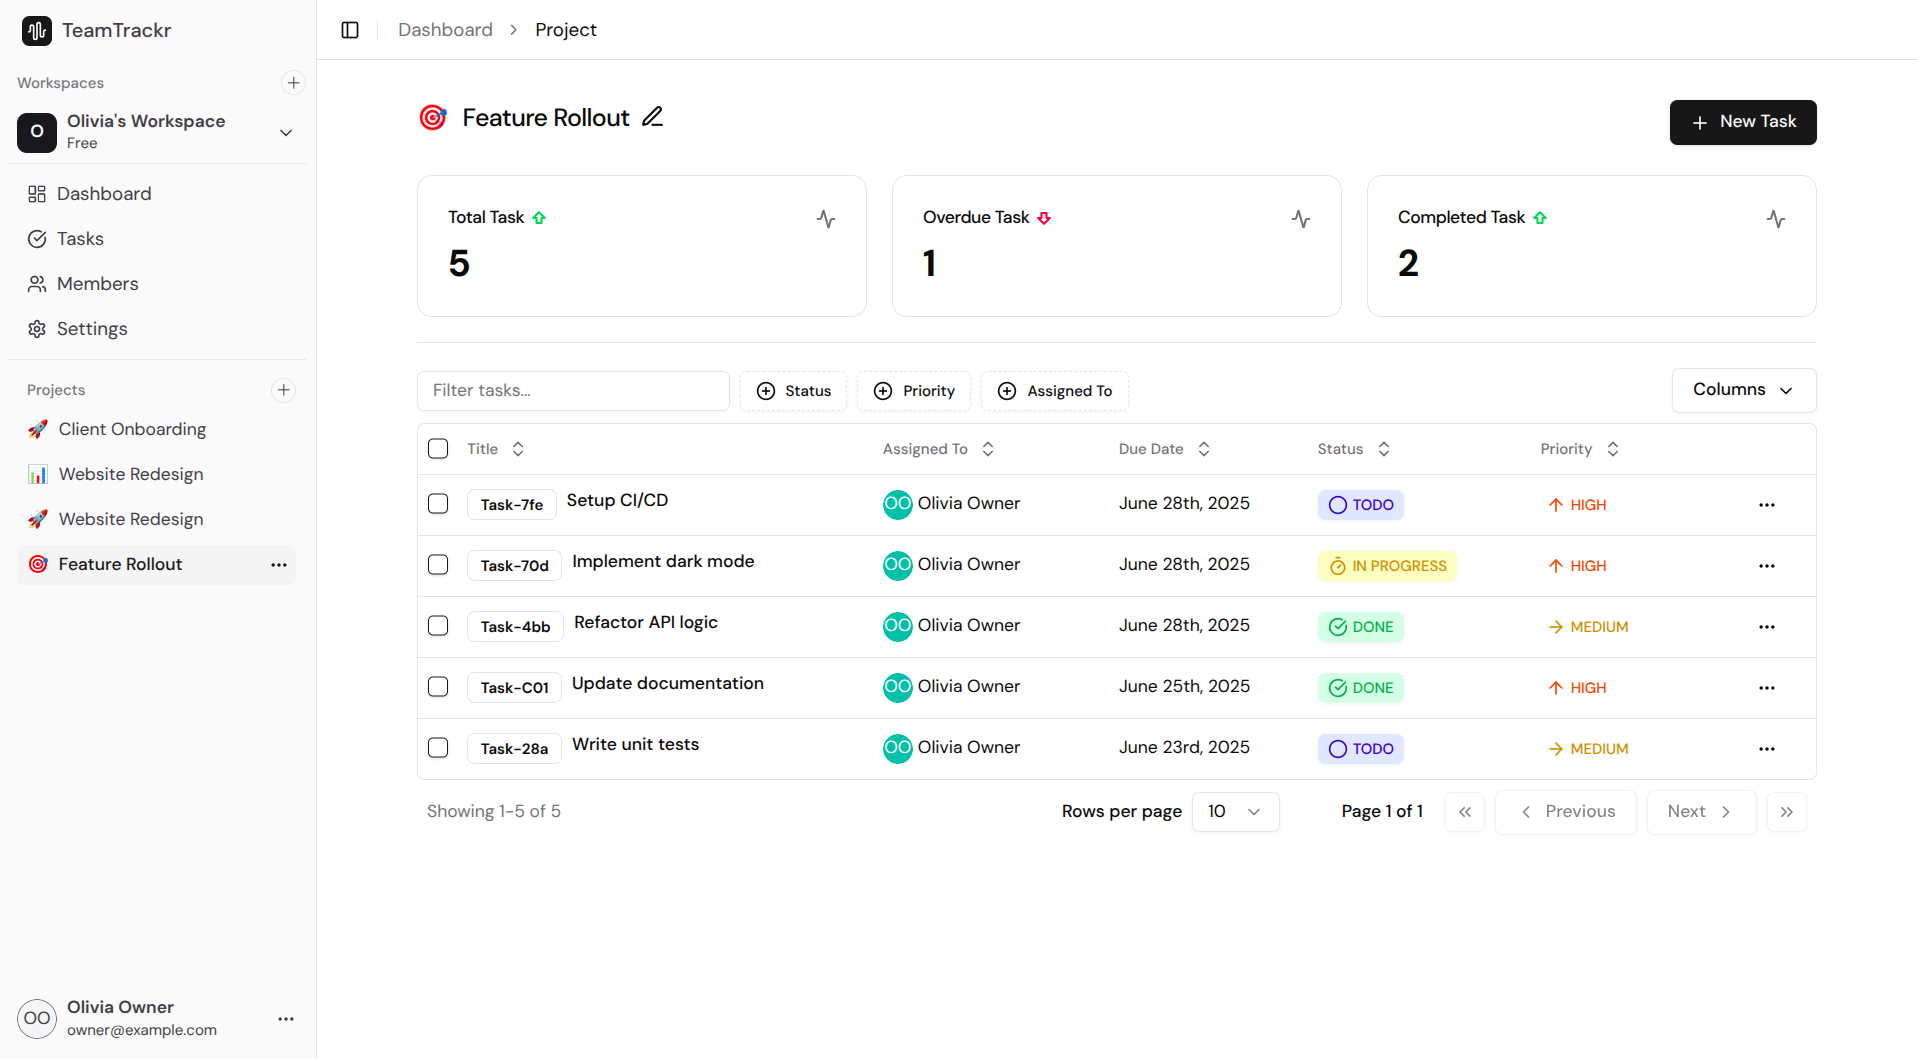 TeamTrackr
Workspaces
O
Olivia's Workspace
Free
Dashboard
Tasks
Members
Settings
Projects
Client Onboarding
Website Redesign
Website Redesign
Feature Rollout
OO
Olivia Owner
owner@example.com
Dashboard > Project
Feature Rollout
New Task
Total Task
5
Overdue Task
1
Completed Task
2
Filter tasks...
Status
Priority
Assigned To
Columns
Title Assigned To Due Date Status Priority
Task-7fe Setup CI/CD OO Olivia Owner June 28th, 2025 TODO HIGH
Task-70d Implement dark mode OO Olivia Owner June 28th, 2025 IN PROGRESS HIGH
Task-4bb Refactor API logic OO Olivia Owner June 28th, 2025 DONE MEDIUM
Task-C01 Update documentation OO Olivia Owner June 25th, 2025 DONE HIGH
Task-28a Write unit tests OO Olivia Owner June 23rd, 2025 TODO MEDIUM
Showing 1-5 of 5 Rows per page 10 Page 1 of 1 Previous Next